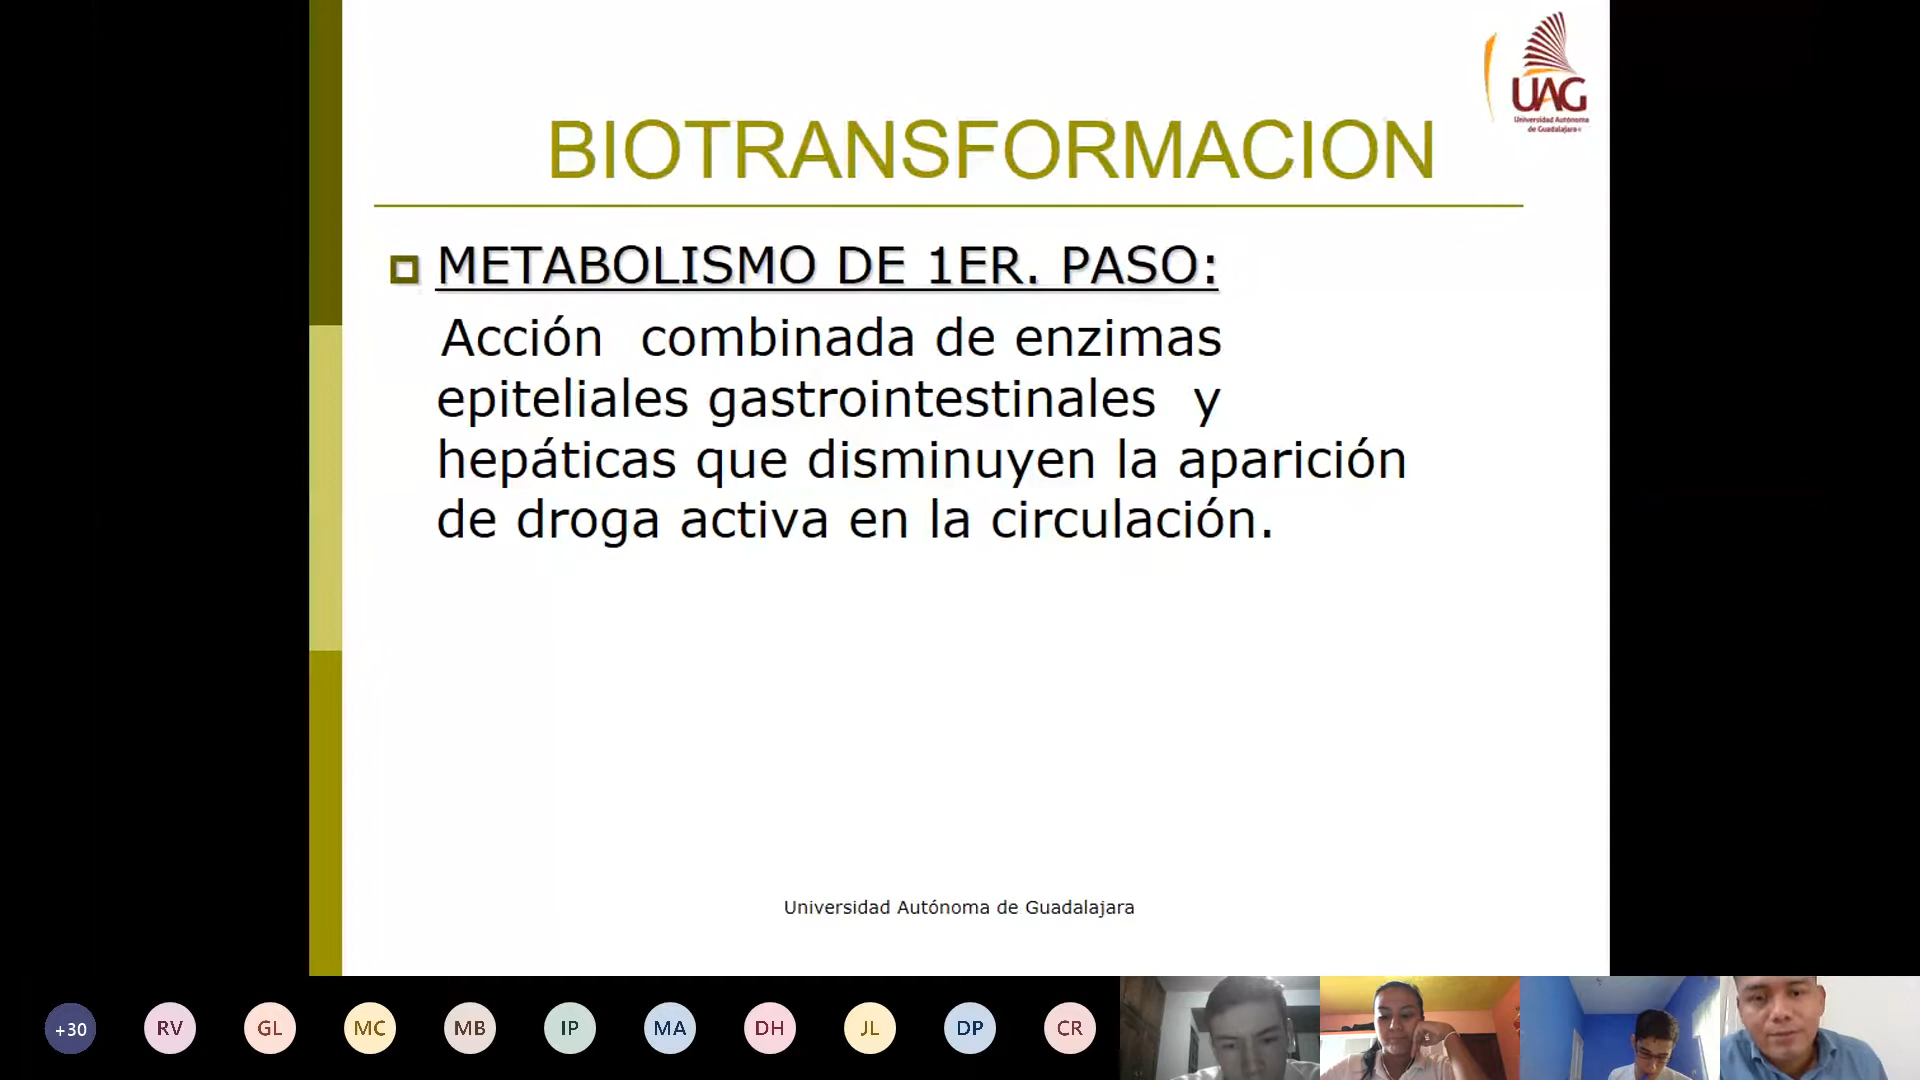 UAG
Universidad Autónoma
de Guadalajara
BIOTRANSFORMACION
METABOLISMO DE 1ER. PASO:
Acción combinada de enzimas
epiteliales gastrointestinales y
hepáticas que disminuyen la aparición
de droga activa en la circulación.
Universidad Autónoma de Guadalajara
+30 RV GL MC MB IP MA DH JL DP CR